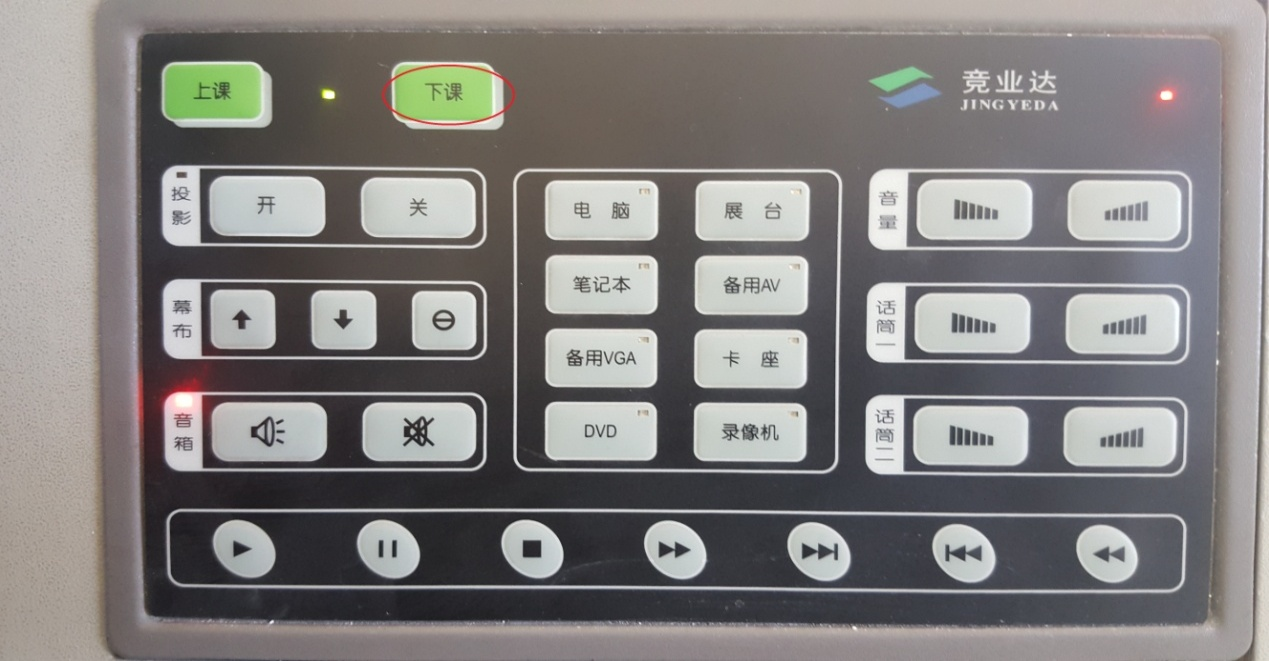 上课
下课
竞业达
JINGYEDA
投影
开
关
电 脑
展 台
音量
笔记本
备用AV
幕布
话筒一
备用VGA
卡 座
音箱
DVD
录像机
话筒二